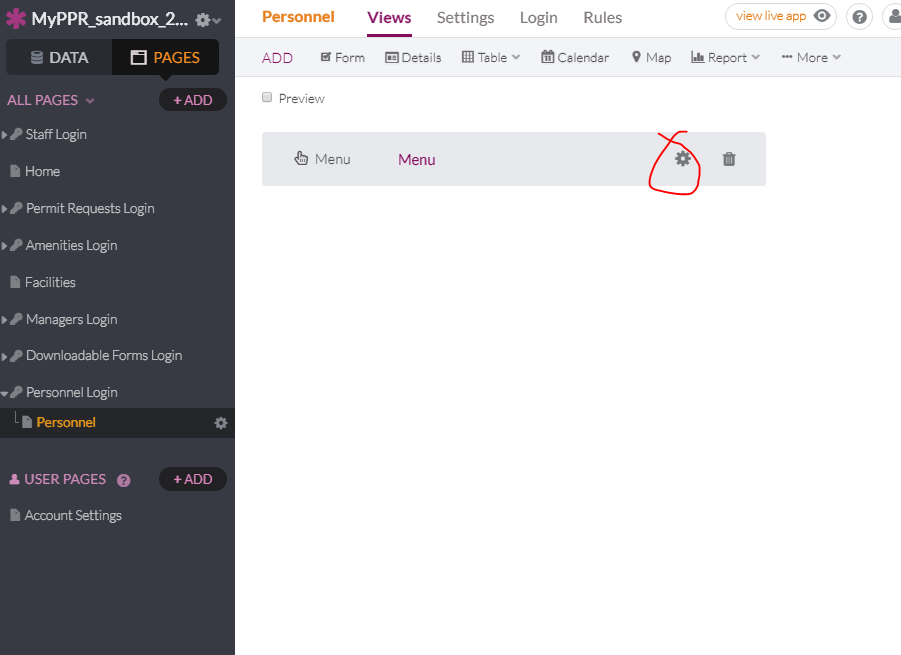 MyPPR_sandbox_2...
DATA PAGES
ALL PAGES + ADD
Staff Login
Home
Permit Requests Login
Amenities Login
Facilities
Managers Login
Downloadable Forms Login
Personnel Login
Personnel
USER PAGES ? + ADD
Account Settings
Personnel Views Settings Login Rules view live app ?
ADD Form Details Table Calendar Map Report More
Preview
Menu Menu